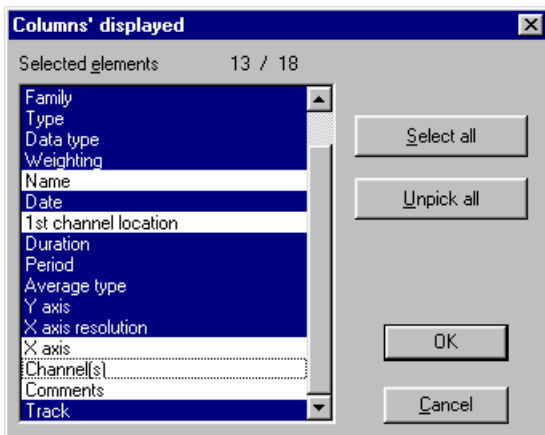 Columns' displayed
Selected elements 13 / 18
Family
Type
Data type
Weighting
Name
Date
1st channel location
Duration
Period
Average type
Y axis
X axis resolution
X axis
Channel(s)
Comments
Track
Select all
Unpick all
OK
Cancel